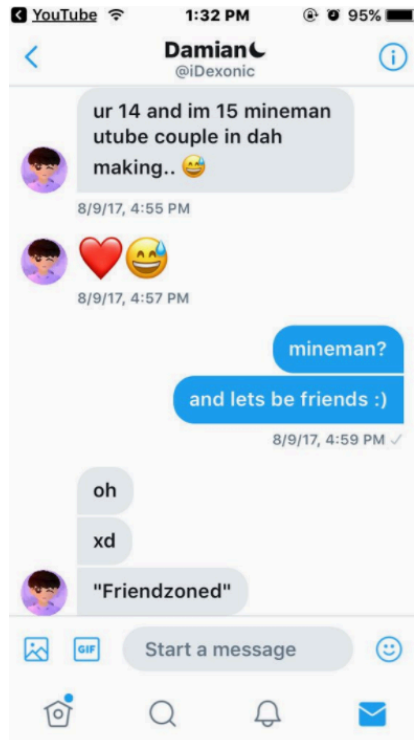 YouTube 1:32 PM 95%
Damian
@iDexonic
ur 14 and im 15 mineman
utube couple in dah
making.. 😅
8/9/17, 4:55 PM
❤️😅
8/9/17, 4:57 PM
mineman?
and lets be friends :)
8/9/17, 4:59 PM ✓
oh
xd
"Friendzoned"
GIF Start a message